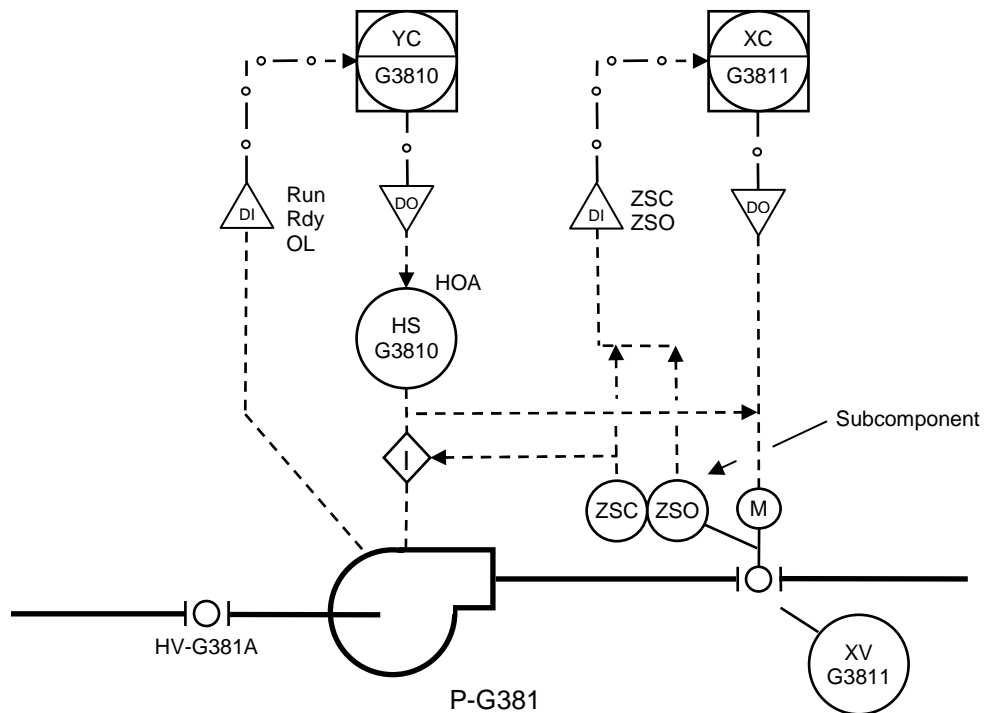 YC
G3810
XC
G3811
DI
Run
Rdy
OL
DO
DI
ZSC
ZSO
DO
HOA
HS
G3810
Subcomponent
I
ZSC
ZSO
M
HV-G381A
XV
G3811
P-G381